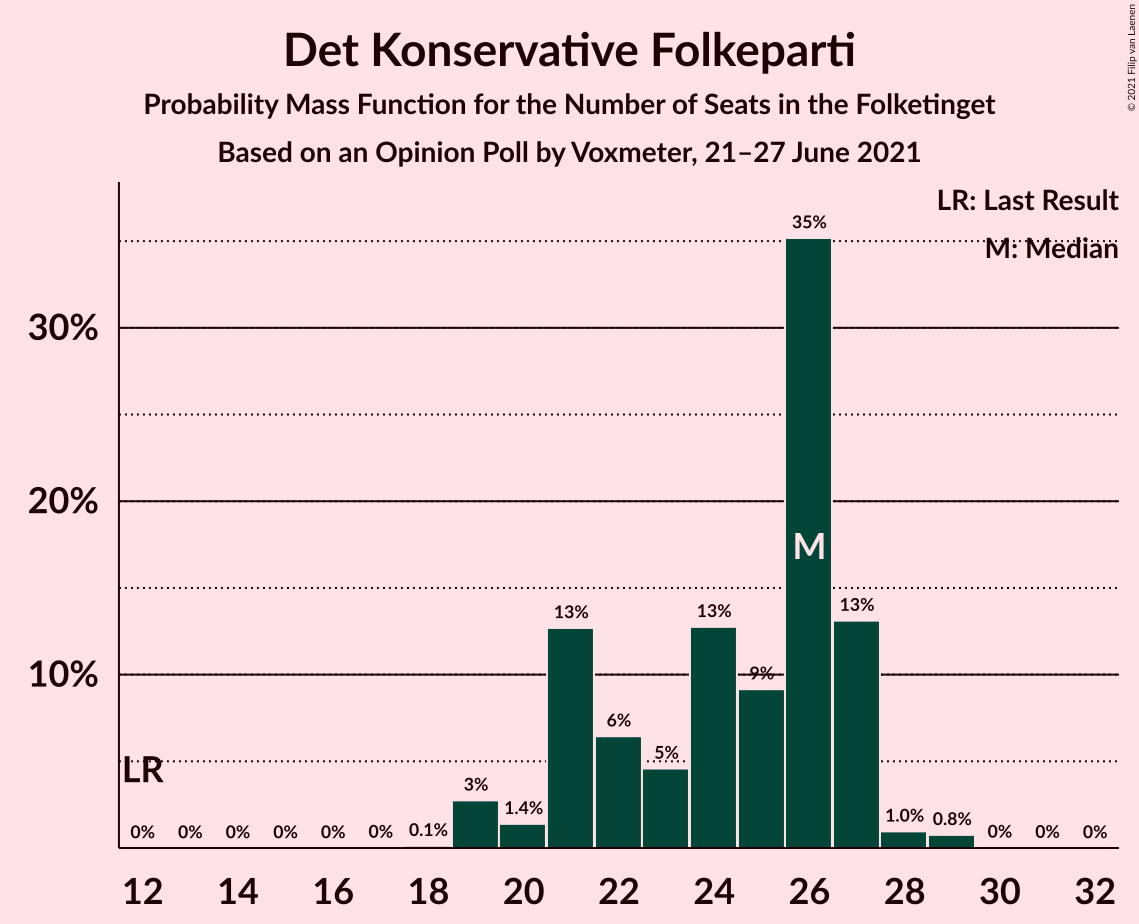 Det Konservative Folkeparti
Probability Mass Function for the Number of Seats in the Folketinget
Based on an Opinion Poll by Voxmeter, 21–27 June 2021
© 2021 Filip van Laenen
LR: Last Result
M: Median
35%
30%
20%
M
13% 13% 13%
10%
9%
6%
5%
LR
3%
1.4%
1.0% 0.8%
0% 0% 0% 0% 0% 0% 0.1% 0% 0% 0%
12 14 16 18 20 22 24 26 28 30 32